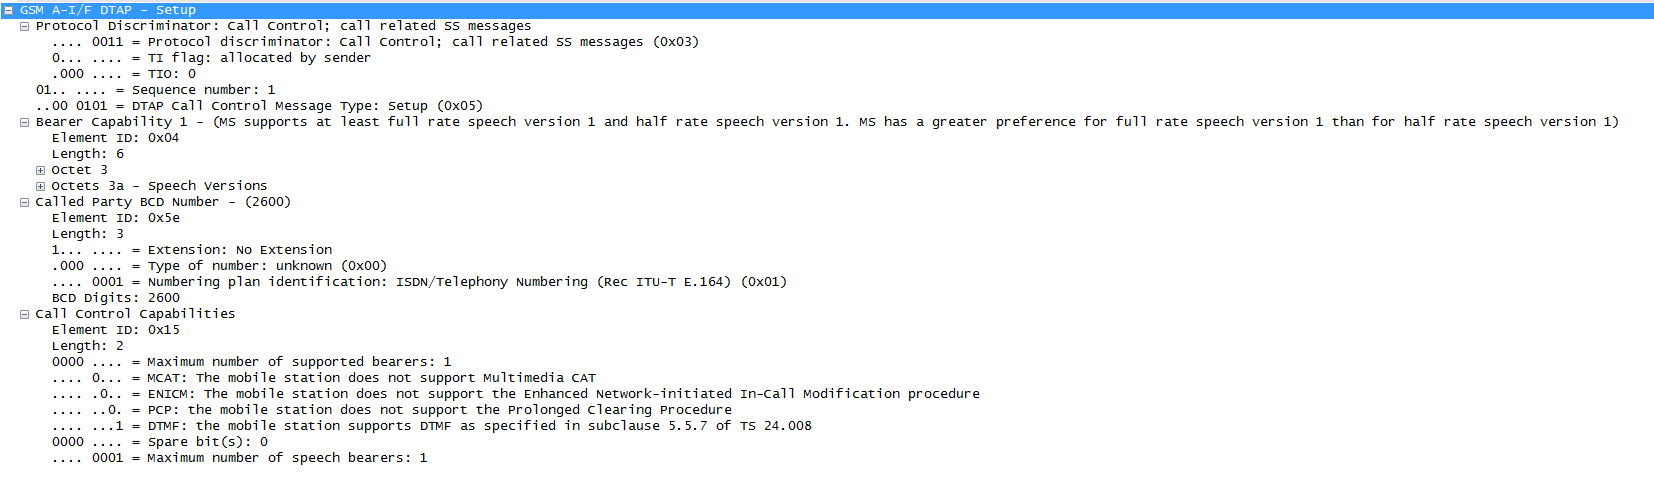 GSM A-I/F DTAP - Setup
Protocol Discriminator: Call Control; call related SS messages
.... 0011 = Protocol discriminator: Call Control; call related SS messages (0x03)
0... .... = TI flag: allocated by sender
.000 .... = TIO: 0
01.. .... = Sequence number: 1
..00 0101 = DTAP Call Control Message Type: Setup (0x05)
Bearer Capability 1 - (MS supports at least full rate speech version 1 and half rate speech version 1. MS has a greater preference for full rate speech version 1 than for half rate speech version 1)
Element ID: 0x04
Length: 6
Octet 3
Octets 3a - Speech Versions
Called Party BCD Number - (2600)
Element ID: 0x5e
Length: 3
1... .... = Extension: No Extension
.000 .... = Type of number: unknown (0x00)
.... 0001 = Numbering plan identification: ISDN/Telephony Numbering (Rec ITU-T E.164) (0x01)
BCD Digits: 2600
Call Control Capabilities
Element ID: 0x15
Length: 2
0000 .... = Maximum number of supported bearers: 1
.... 0... = MCAT: The mobile station does not support Multimedia CAT
.... .0.. = ENICM: The mobile station does not support the Enhanced Network-initiated In-Call Modification procedure
.... ..0. = PCP: the mobile station does not support the Prolonged Clearing Procedure
.... ...1 = DTMF: the mobile station supports DTMF as specified in subclause 5.5.7 of TS 24.008
0000 .... = Spare bit(s): 0
.... 0001 = Maximum number of speech bearers: 1